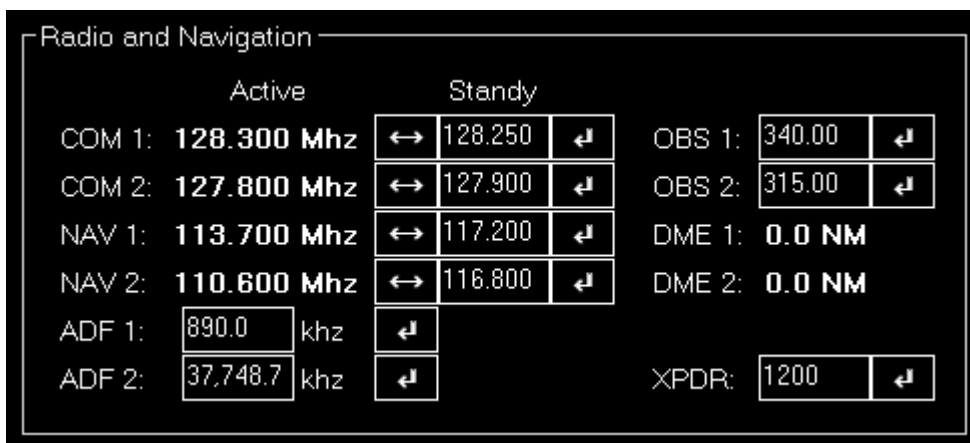 Radio and Navigation
Active Standy
COM 1: 128.300 Mhz 128.250 OBS 1: 340.00
COM 2: 127.800 Mhz 127.900 OBS 2: 315.00
NAV 1: 113.700 Mhz 117.200 DME 1: 0.0 NM
NAV 2: 110.600 Mhz 116.800 DME 2: 0.0 NM
ADF 1: 890.0 khz
ADF 2: 37,748.7 khz XPDR: 1200